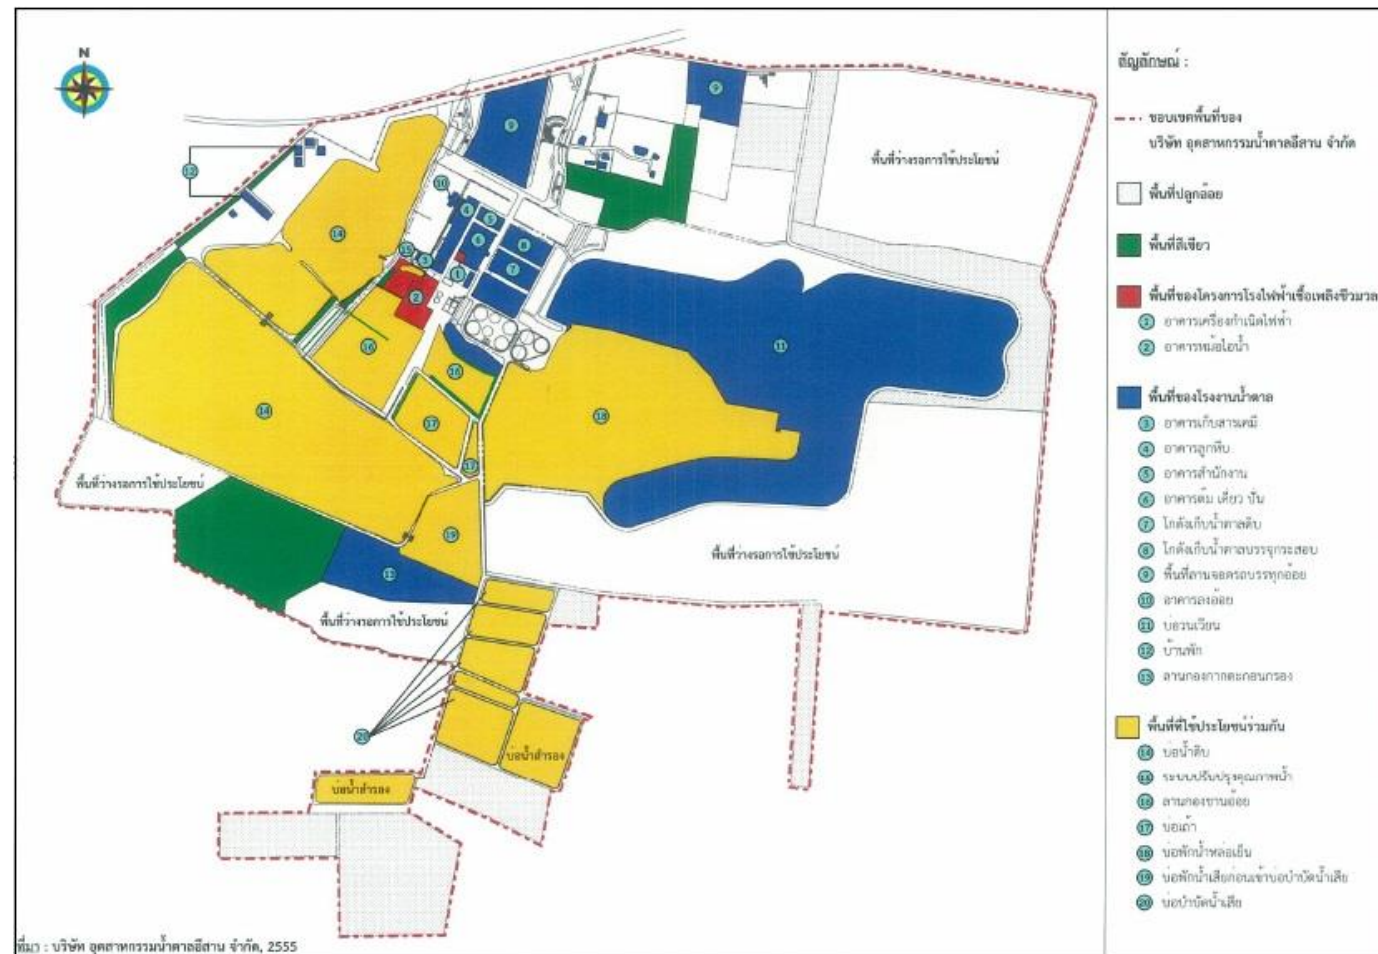 N
สัญลักษณ์ :
ขอบเขตพื้นที่ของ
บริษัท อุตสาหกรรมน้ำตาลอีสาน จำกัด
พื้นที่ปลูกอ้อย
พื้นที่สีเขียว
พื้นที่ของโครงการโรงไฟฟ้าเชื้อเพลิงชีวมวล
1 อาคารเครื่องกำเนิดไฟฟ้า
2 อาคารหม้อไอน้ำ
พื้นที่ของโรงงานน้ำตาล
3 อาคารเก็บสารเคมี
4 อาคารลูกหีบ
5 อาคารสำนักงาน
6 อาคารต้ม เคี่ยว ปั่น
7 โกดังเก็บน้ำตาลดิบ
8 โกดังเก็บน้ำตาลบรรจุกระสอบ
9 พื้นที่ลานจอดรถบรรทุกอ้อย
10 อาคารลงอ้อย
11 บ่อวนเวียน
12 บ้านพัก
13 ลานกองกากตะกอนกรอง
พื้นที่ที่ใช้ประโยชน์ร่วมกัน
14 บ่อน้ำดิบ
15 ระบบปรับปรุงคุณภาพน้ำ
16 ลานกองชานอ้อย
17 บ่อเถ้า
18 บ่อพักน้ำหล่อเย็น
19 บ่อพักน้ำเสียก่อนเข้าบ่อบำบัดน้ำเสีย
20 บ่อบำบัดน้ำเสีย
9
9
พื้นที่ว่างรอการใช้ประโยชน์
12
10
4
5
14
6
8
15
3
1
7
2
11
16
16
14
18
17
17
พื้นที่ว่างรอการใช้ประโยชน์
19
พื้นที่ว่างรอการใช้ประโยชน์
13
พื้นที่ว่างรอการใช้ประโยชน์
20
บ่อน้ำสำรอง
บ่อน้ำสำรอง
ที่มา : บริษัท อุตสาหกรรมน้ำตาลอีสาน จำกัด, 2555